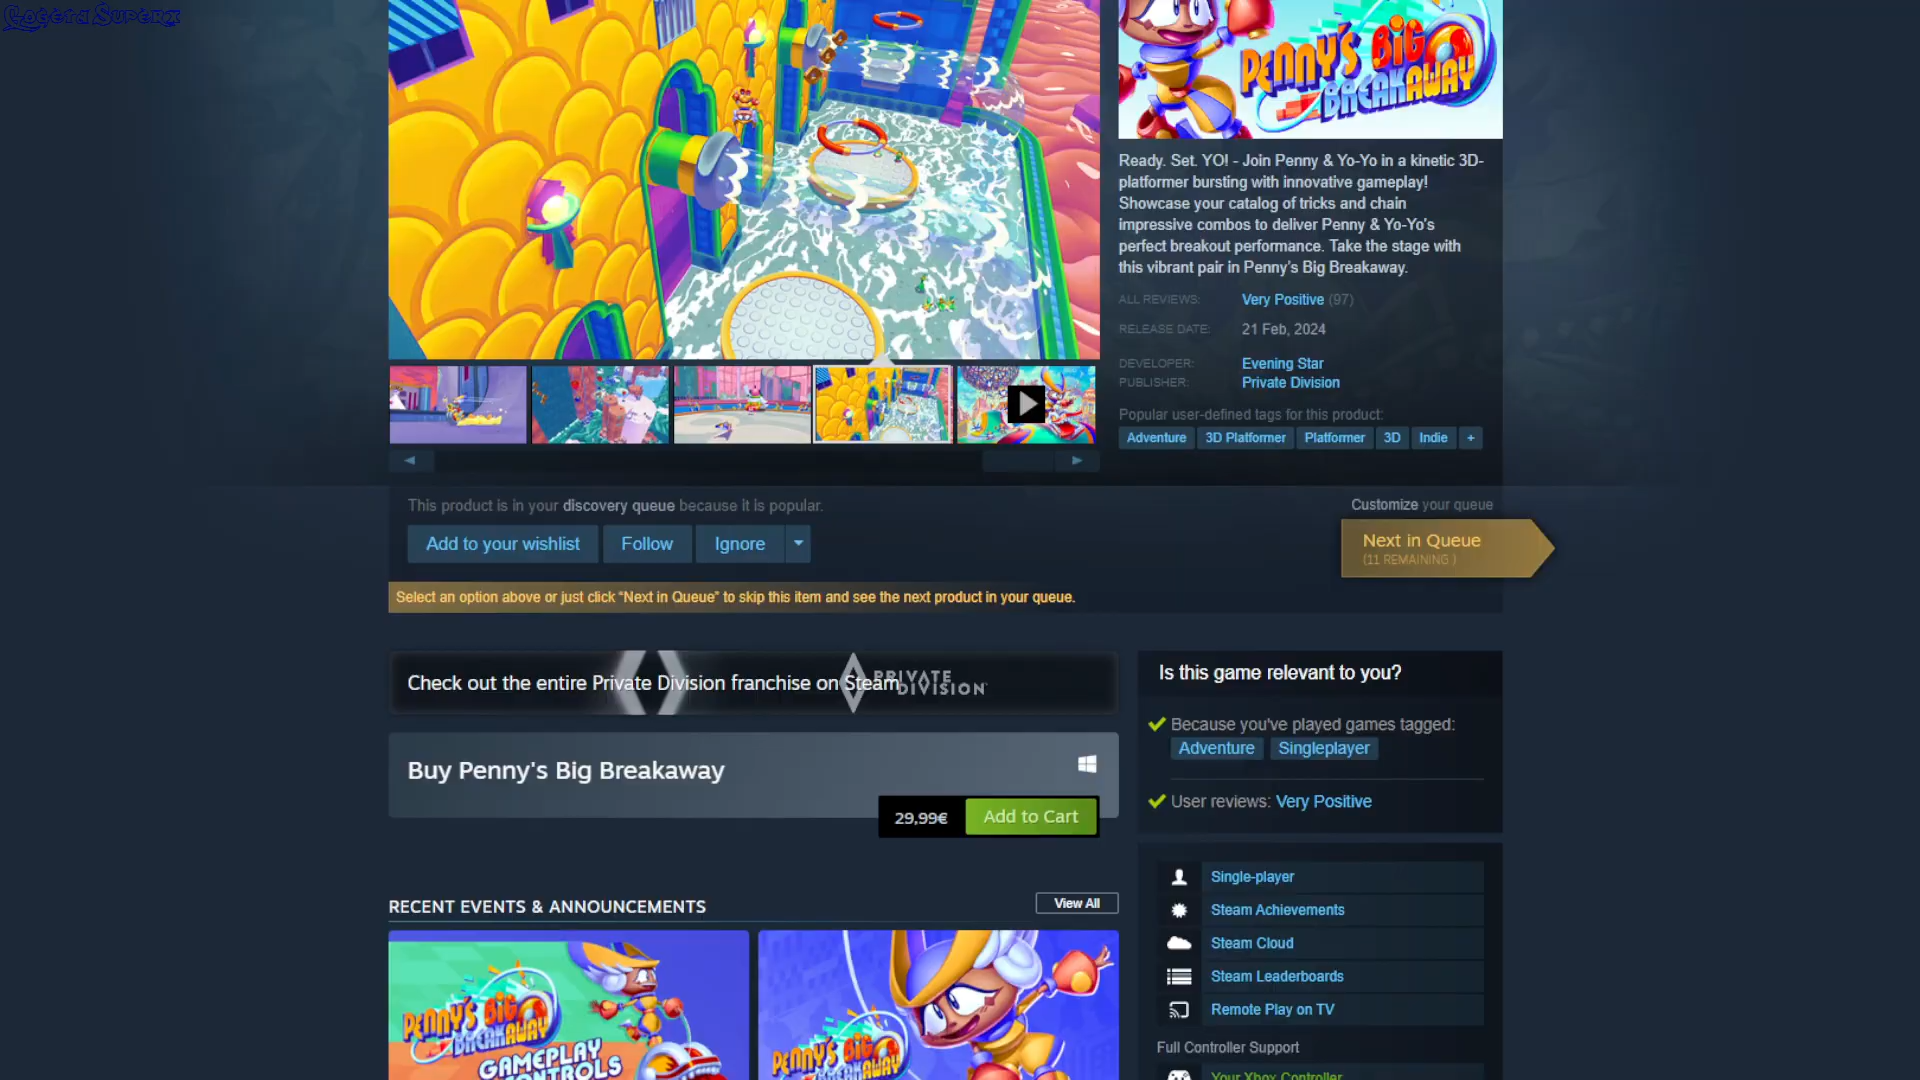 Rogers Superx
PENNY'S BIG
BREAKAWAY
Ready. Set. YO! - Join Penny & Yo-Yo in a kinetic 3D-
platformer bursting with innovative gameplay!
Showcase your catalog of tricks and chain
impressive combos to deliver Penny & Yo-Yo's
perfect breakout performance. Take the stage with
this vibrant pair in Penny's Big Breakaway.
ALL REVIEWS: Very Positive (97)
RELEASE DATE: 21 Feb, 2024
DEVELOPER: Evening Star
PUBLISHER: Private Division
Popular user-defined tags for this product:
Adventure 3D Platformer Platformer 3D Indie +
This product is in your discovery queue because it is popular.
Customize your queue
Add to your wishlist Follow Ignore
Next in Queue
(11 REMAINING )
Select an option above or just click “Next in Queue” to skip this item and see the next product in your queue.
Check out the entire Private Division franchise on Steam
PRIVATE
DIVISION
Buy Penny's Big Breakaway
29,99€ Add to Cart
Is this game relevant to you?
Because you've played games tagged:
Adventure Singleplayer
User reviews: Very Positive
RECENT EVENTS & ANNOUNCEMENTS View All
PENNY'S BIG
BREAKAWAY
GAMEPLAY
CONTROLS
PENNY'S BIG
BREAKAWAY
Single-player
Steam Achievements
Steam Cloud
Steam Leaderboards
Remote Play on TV
Full Controller Support
Your Xbox Controller